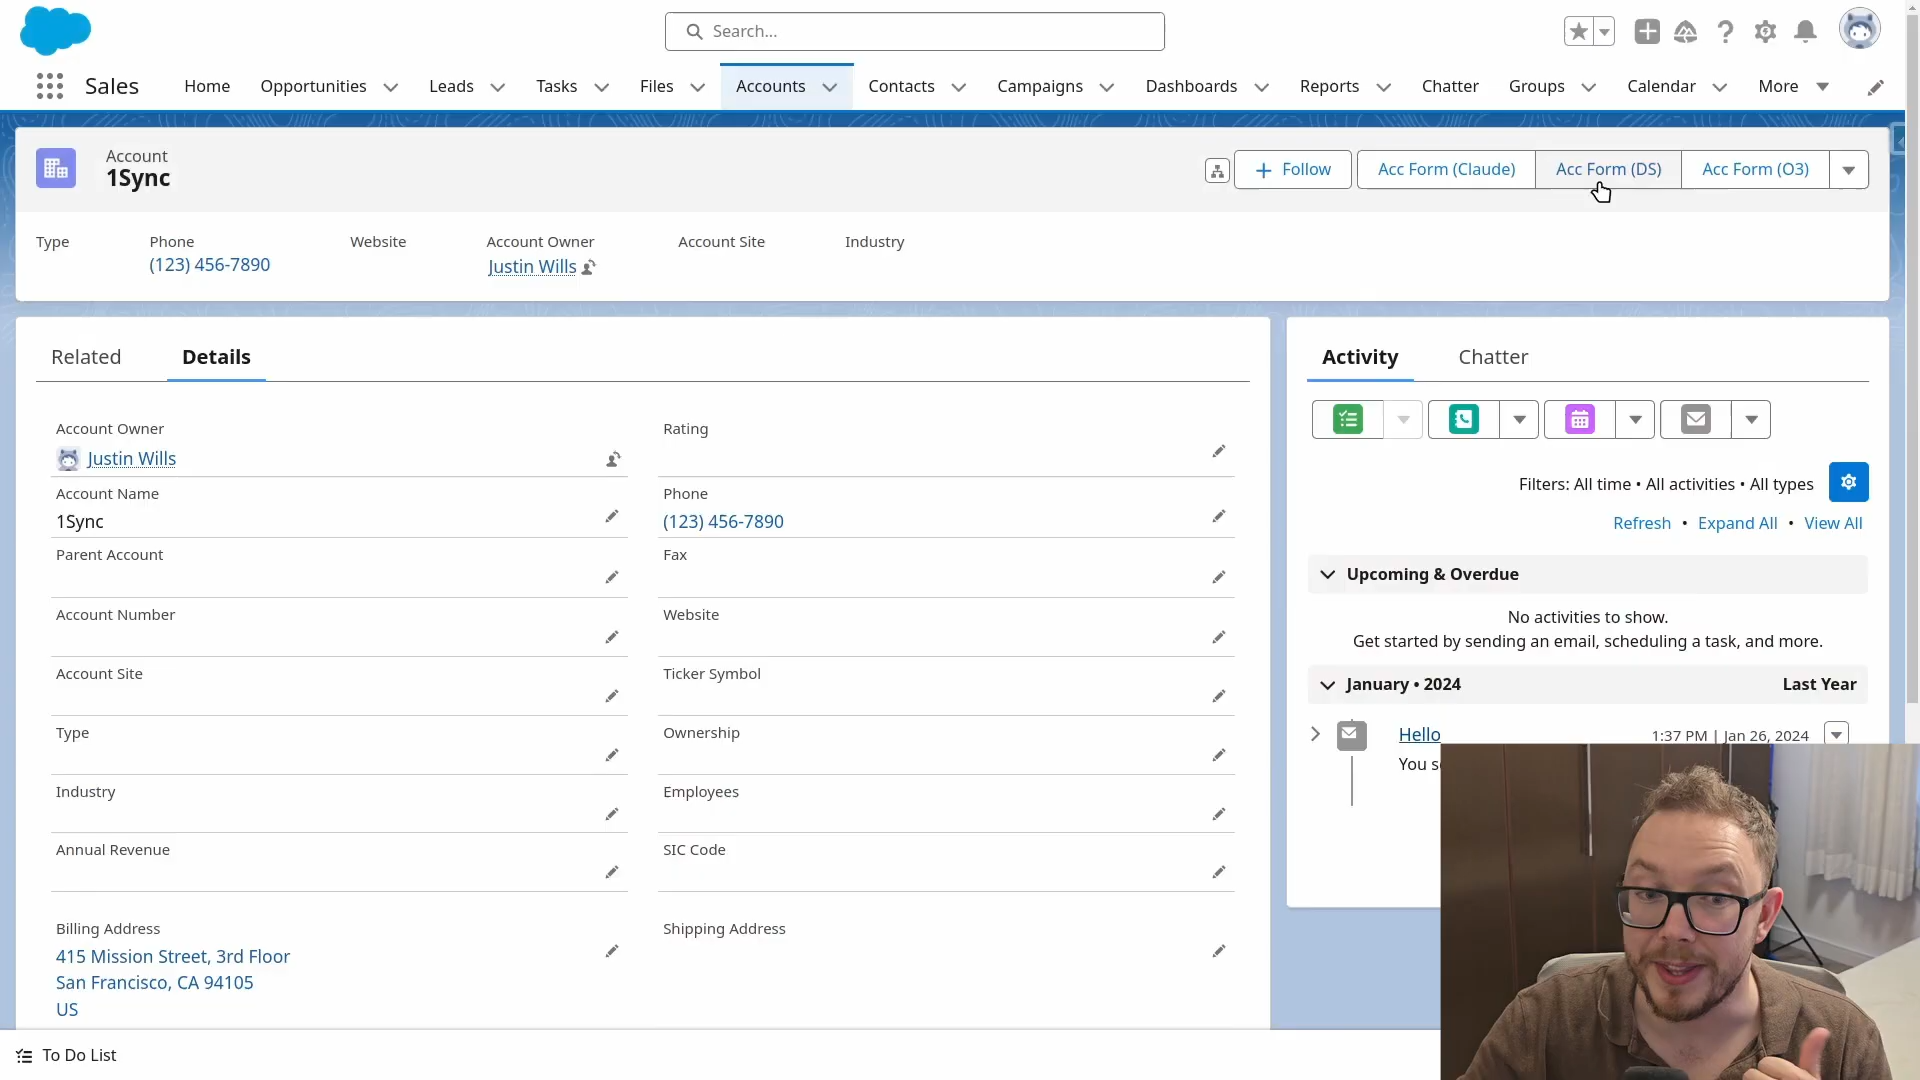 Search...
Sales
Home
Opportunities
Leads
Tasks
Files
Accounts
Contacts
Campaigns
Dashboards
Reports
Chatter
Groups
Calendar
More
Account
1Sync
Follow
Acc Form (Claude)
Acc Form (DS)
Acc Form (O3)
Type
Phone
Website
Account Owner
Account Site
Industry
(123) 456-7890
Justin Wills
Related
Details
Account Owner
Justin Wills
Rating
Account Name
1Sync
Phone
(123) 456-7890
Parent Account
Fax
Account Number
Website
Account Site
Ticker Symbol
Type
Ownership
Industry
Employees
Annual Revenue
SIC Code
Billing Address
415 Mission Street, 3rd Floor
San Francisco, CA 94105
US
Shipping Address
Activity
Chatter
Filters: All time • All activities • All types
Refresh • Expand All • View All
Upcoming & Overdue
No activities to show.
Get started by sending an email, scheduling a task, and more.
January • 2024
Last Year
Hello
1:37 PM | Jan 26, 2024
You
To Do List